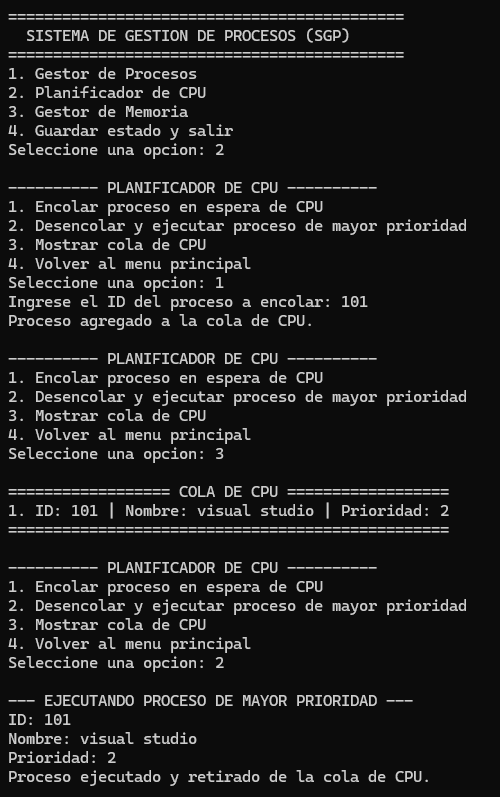 ============================================
  SISTEMA DE GESTION DE PROCESOS (SGP)
============================================
1. Gestor de Procesos
2. Planificador de CPU
3. Gestor de Memoria
4. Guardar estado y salir
Seleccione una opcion: 2

---------- PLANIFICADOR DE CPU ----------
1. Encolar proceso en espera de CPU
2. Desencolar y ejecutar proceso de mayor prioridad
3. Mostrar cola de CPU
4. Volver al menu principal
Seleccione una opcion: 1
Ingrese el ID del proceso a encolar: 101
Proceso agregado a la cola de CPU.

---------- PLANIFICADOR DE CPU ----------
1. Encolar proceso en espera de CPU
2. Desencolar y ejecutar proceso de mayor prioridad
3. Mostrar cola de CPU
4. Volver al menu principal
Seleccione una opcion: 3

================== COLA DE CPU ==================
1. ID: 101 | Nombre: visual studio | Prioridad: 2
=================================================

---------- PLANIFICADOR DE CPU ----------
1. Encolar proceso en espera de CPU
2. Desencolar y ejecutar proceso de mayor prioridad
3. Mostrar cola de CPU
4. Volver al menu principal
Seleccione una opcion: 2

--- EJECUTANDO PROCESO DE MAYOR PRIORIDAD ---
ID: 101
Nombre: visual studio
Prioridad: 2
Proceso ejecutado y retirado de la cola de CPU.